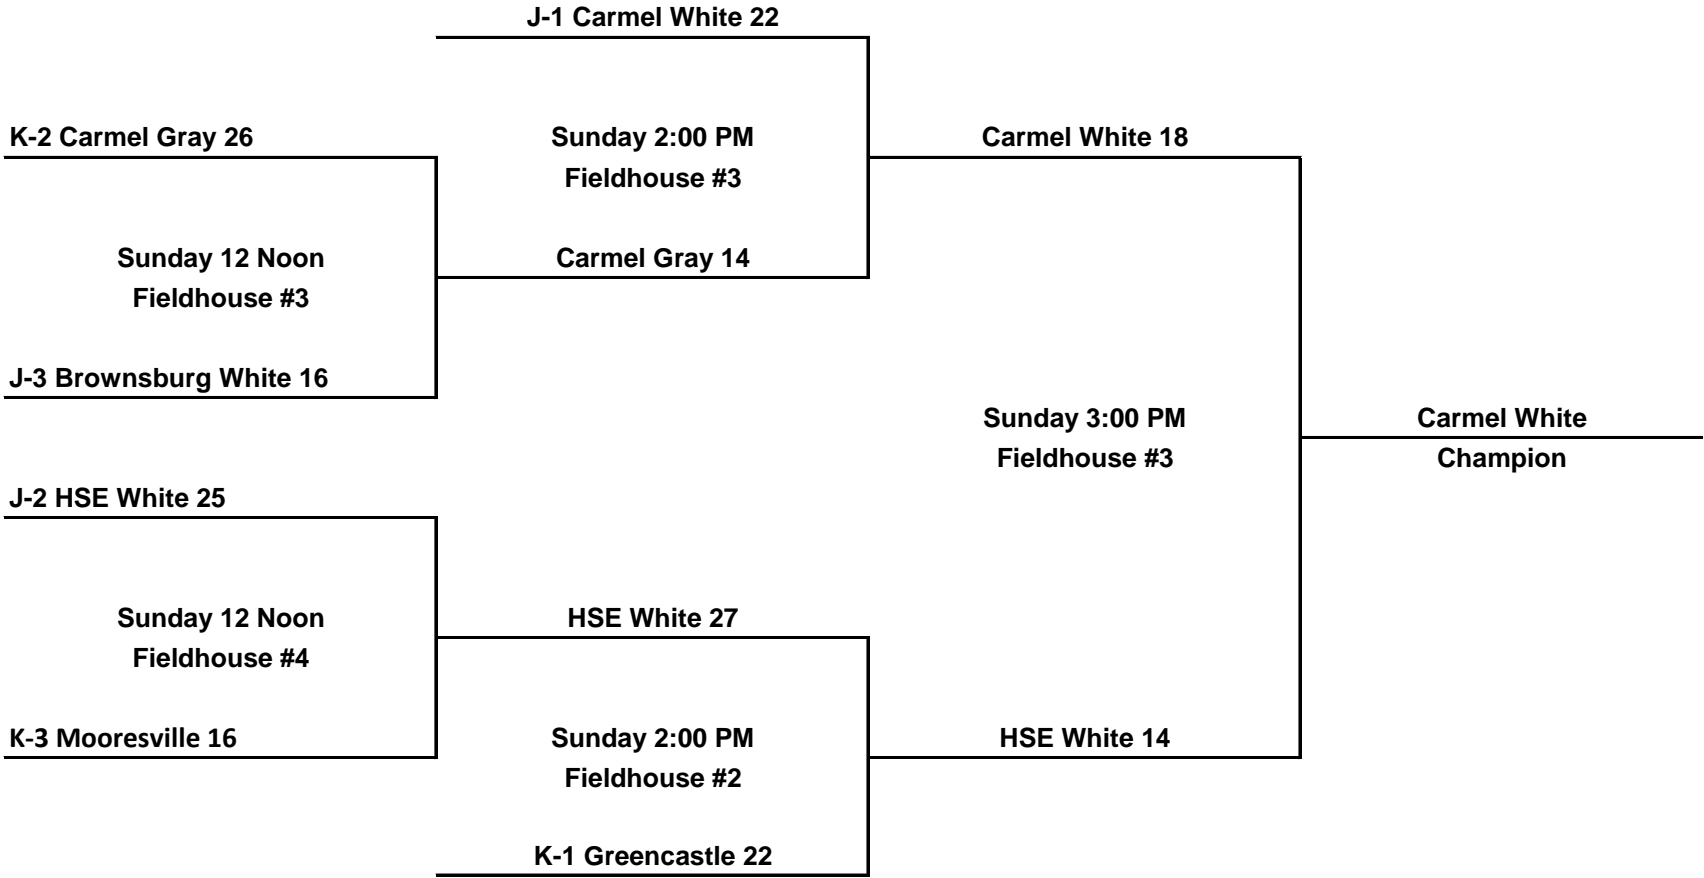 J-1 Carmel White 22
K-2 Carmel Gray 26
Sunday 2:00 PM
Fieldhouse #3
Carmel White 18
Sunday 12 Noon
Fieldhouse #3
Carmel Gray 14
J-3 Brownsburg White 16
Sunday 3:00 PM
Fieldhouse #3
Carmel White
Champion
J-2 HSE White 25
Sunday 12 Noon
Fieldhouse #4
HSE White 27
K-3 Mooresville 16
Sunday 2:00 PM
Fieldhouse #2
HSE White 14
K-1 Greencastle 22